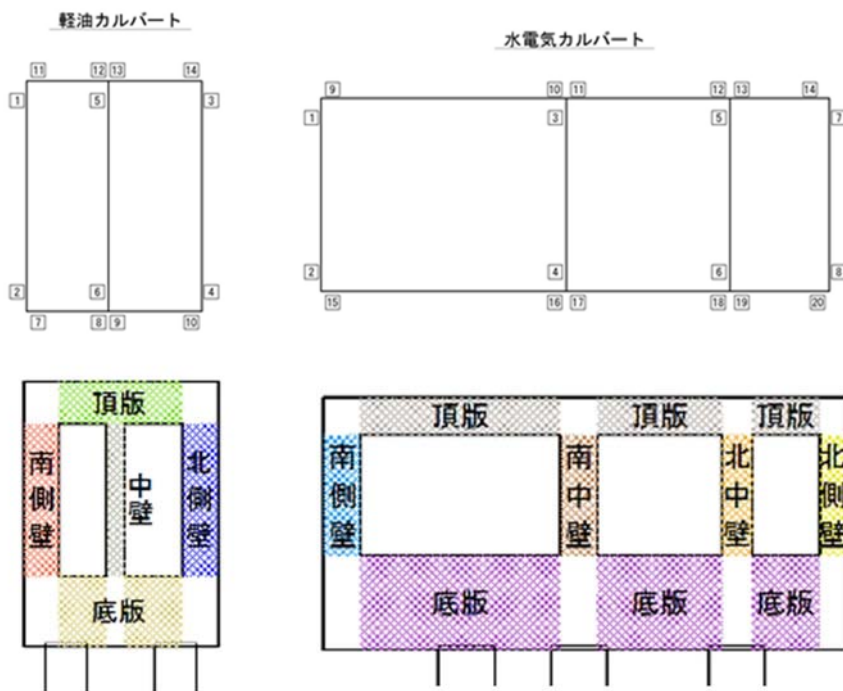 軽油カルバート
11 12 13 14
1 5 3
2 6 4
7 8 9 10
水電気カルバート
9 10 11 12 13 14
1 3 5 7
2 4 6 8
15 16 17 18 19 20
頂版
南側壁
中壁
北側壁
底版
頂版 頂版 頂版
南側壁
南中壁
北中壁
北側壁
底版 底版 底版